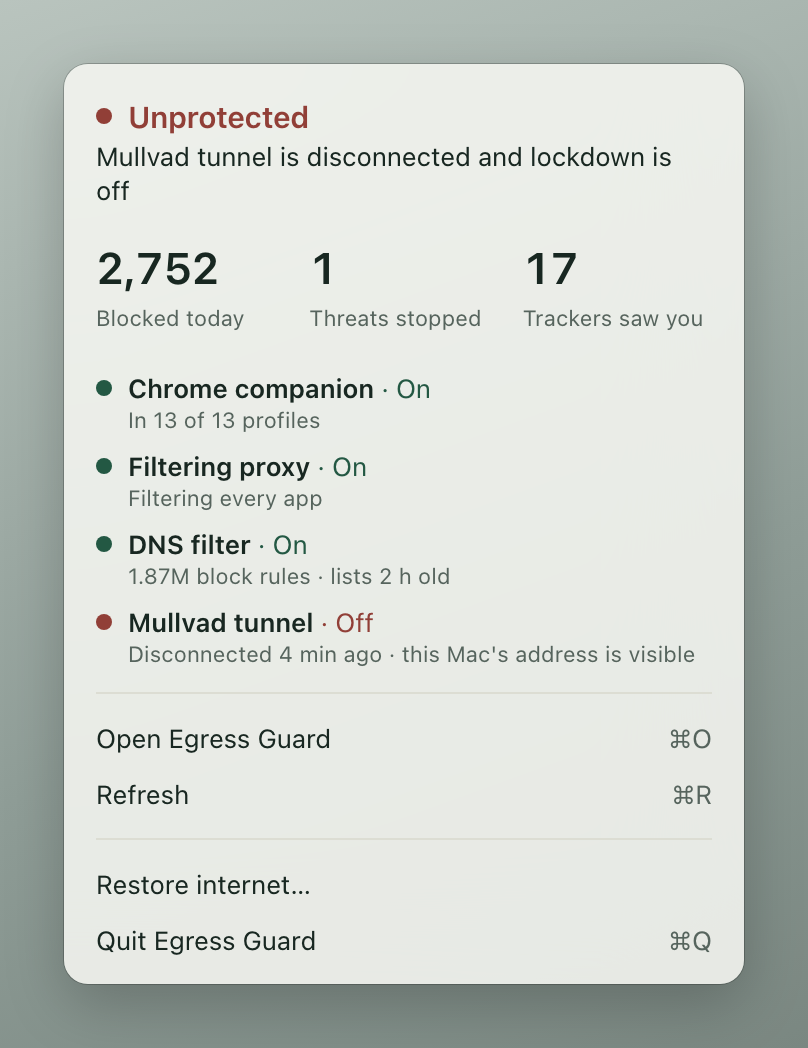 Unprotected
Mullvad tunnel is disconnected and lockdown is
off
2,752 1 17
Blocked today Threats stopped Trackers saw you
Chrome companion · On
In 13 of 13 profiles
Filtering proxy · On
Filtering every app
DNS filter · On
1.87M block rules · lists 2 h old
Mullvad tunnel · Off
Disconnected 4 min ago · this Mac's address is visible
Open Egress Guard ⌘O
Refresh ⌘R
Restore internet…
Quit Egress Guard ⌘Q